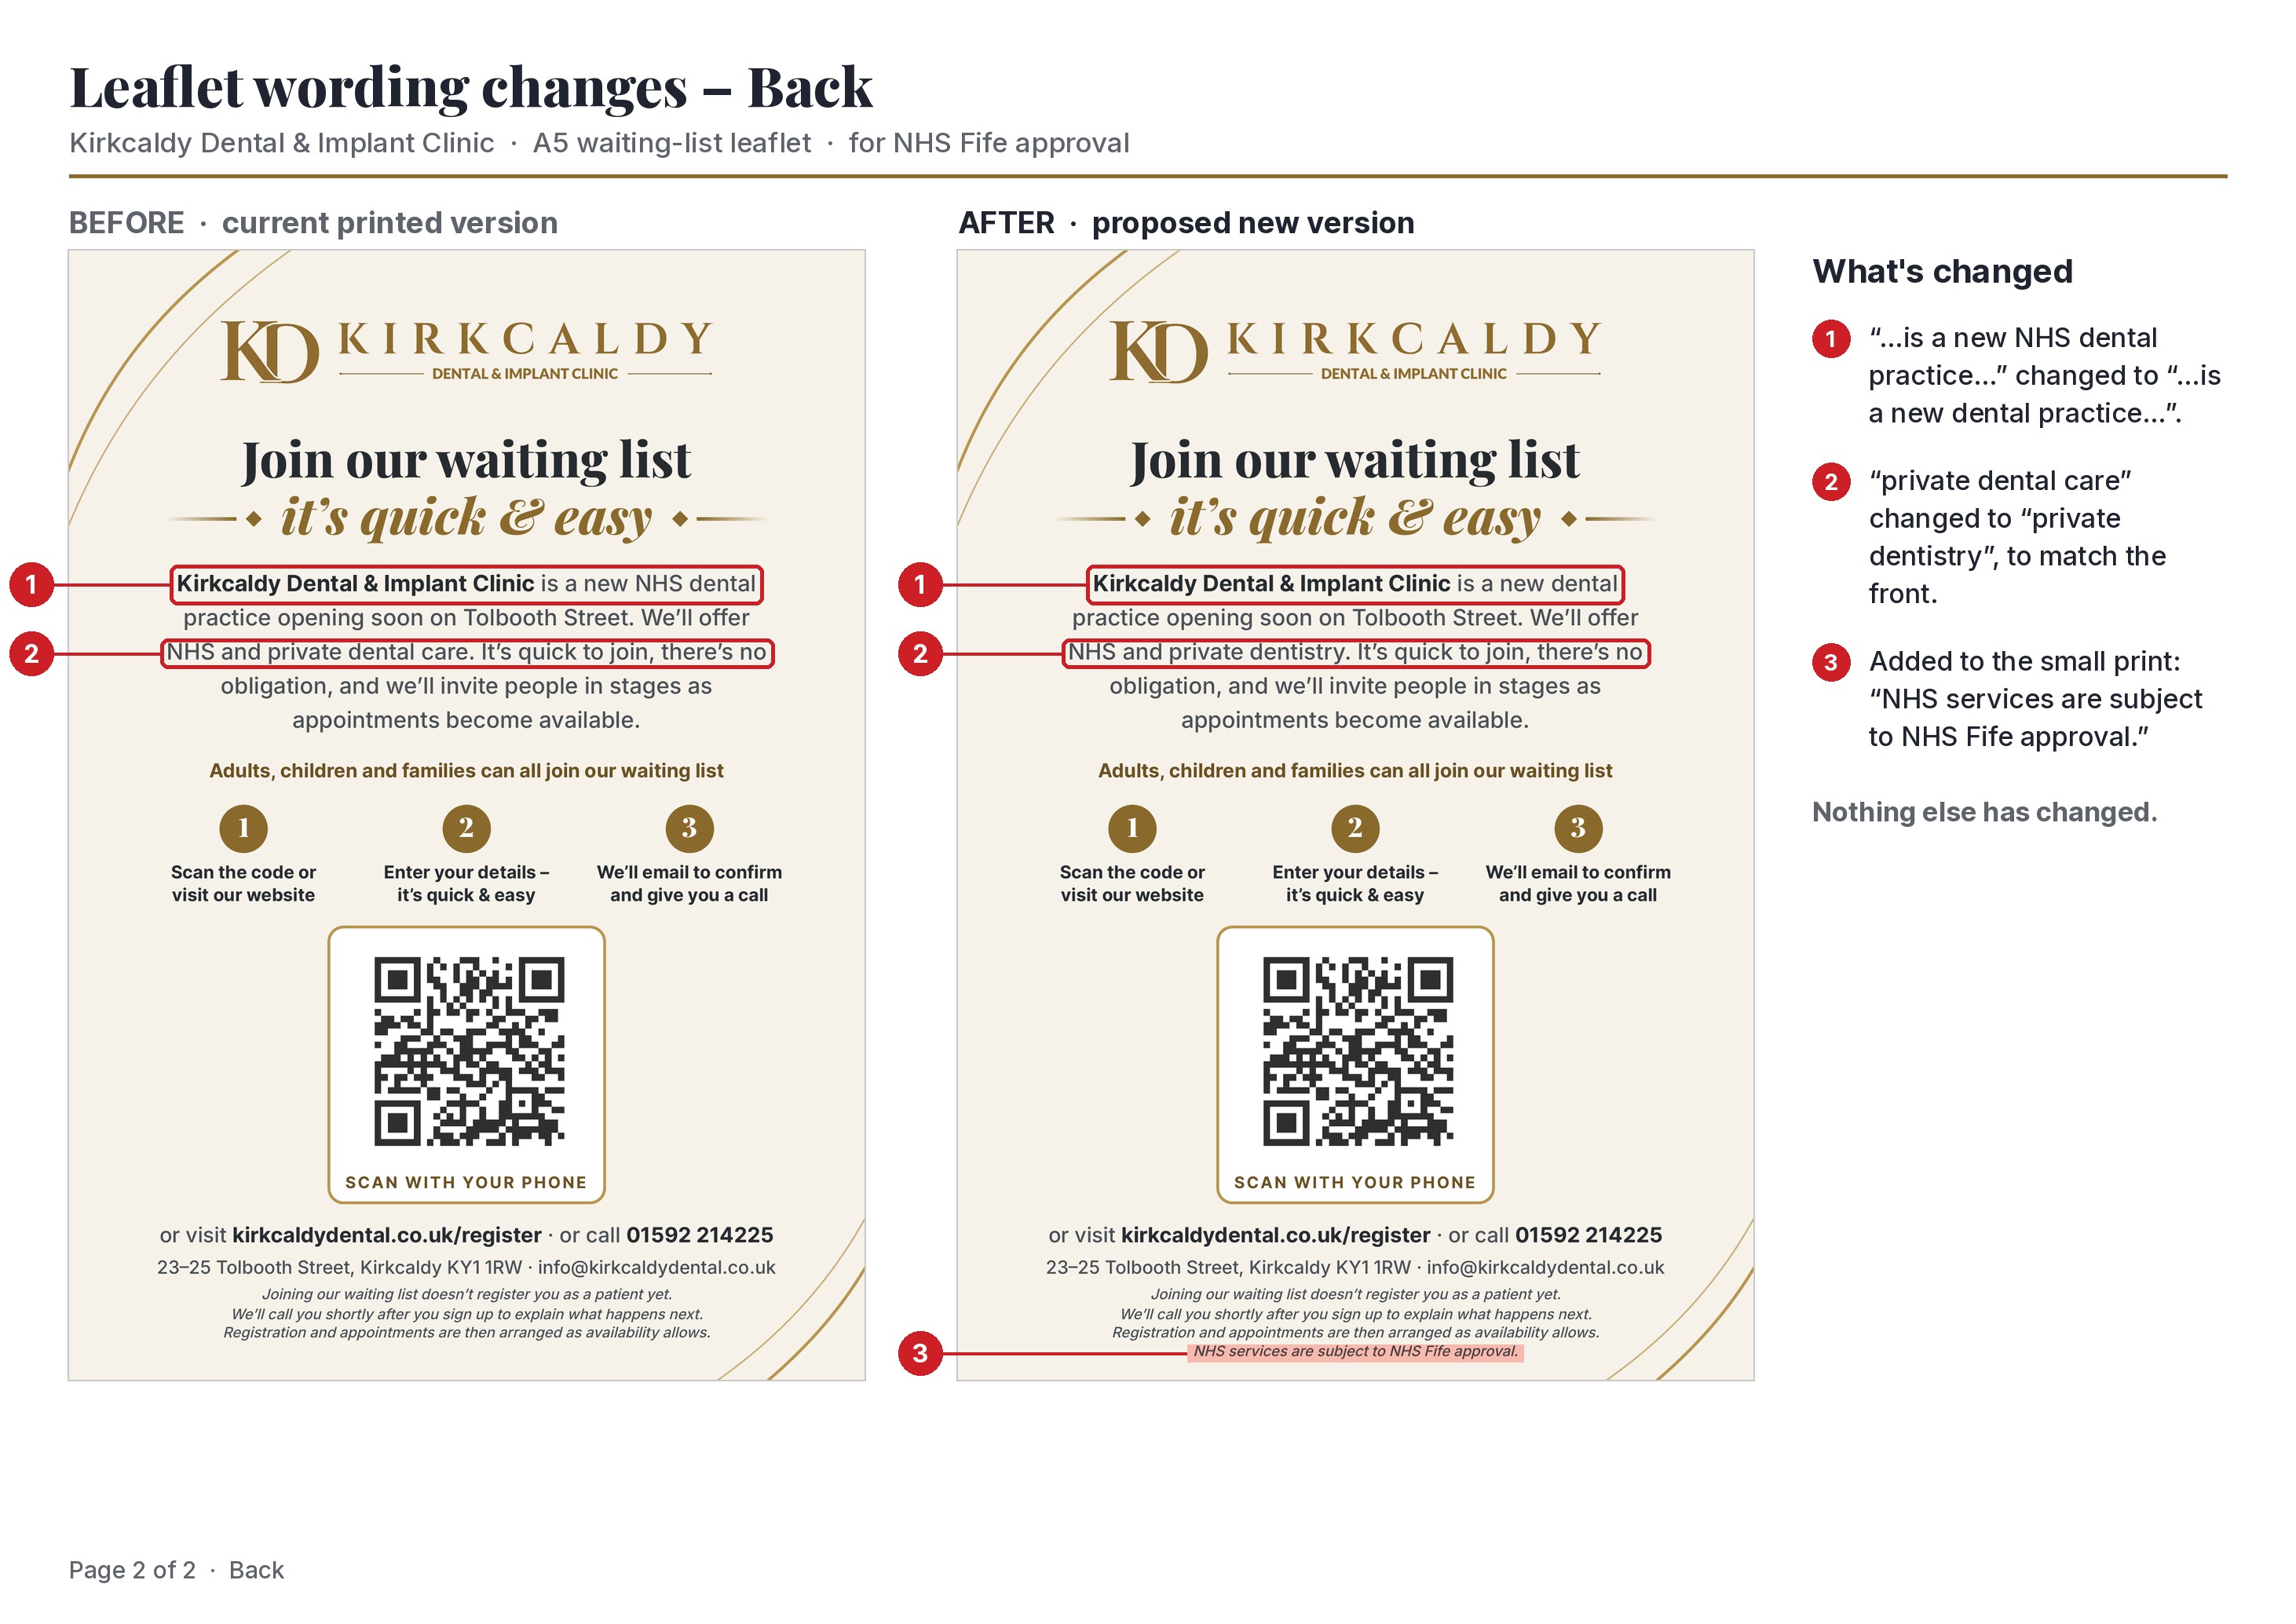 Leaflet wording changes – Back
Kirkcaldy Dental & Implant Clinic · A5 waiting-list leaflet · for NHS Fife approval
BEFORE · current printed version
KD KIRKCALDY
DENTAL & IMPLANT CLINIC
Join our waiting list
it’s quick & easy
1
Kirkcaldy Dental & Implant Clinic is a new NHS dental
practice opening soon on Tolbooth Street. We’ll offer
2
NHS and private dental care. It’s quick to join, there’s no
obligation, and we’ll invite people in stages as
appointments become available.
Adults, children and families can all join our waiting list
1
Scan the code or
visit our website
2
Enter your details –
it’s quick & easy
3
We’ll email to confirm
and give you a call
SCAN WITH YOUR PHONE
or visit kirkcaldydental.co.uk/register · or call 01592 214225
23–25 Tolbooth Street, Kirkcaldy KY1 1RW · info@kirkcaldydental.co.uk
Joining our waiting list doesn’t register you as a patient yet.
We’ll call you shortly after you sign up to explain what happens next.
Registration and appointments are then arranged as availability allows.
AFTER · proposed new version
KD KIRKCALDY
DENTAL & IMPLANT CLINIC
Join our waiting list
it’s quick & easy
1
Kirkcaldy Dental & Implant Clinic is a new dental
practice opening soon on Tolbooth Street. We’ll offer
2
NHS and private dentistry. It’s quick to join, there’s no
obligation, and we’ll invite people in stages as
appointments become available.
Adults, children and families can all join our waiting list
1
Scan the code or
visit our website
2
Enter your details –
it’s quick & easy
3
We’ll email to confirm
and give you a call
SCAN WITH YOUR PHONE
or visit kirkcaldydental.co.uk/register · or call 01592 214225
23–25 Tolbooth Street, Kirkcaldy KY1 1RW · info@kirkcaldydental.co.uk
Joining our waiting list doesn’t register you as a patient yet.
We’ll call you shortly after you sign up to explain what happens next.
Registration and appointments are then arranged as availability allows.
3
NHS services are subject to NHS Fife approval.
What's changed
1
“…is a new NHS dental
practice…” changed to “…is
a new dental practice…”.
2
“private dental care”
changed to “private
dentistry”, to match the
front.
3
Added to the small print:
“NHS services are subject
to NHS Fife approval.”
Nothing else has changed.
Page 2 of 2 · Back